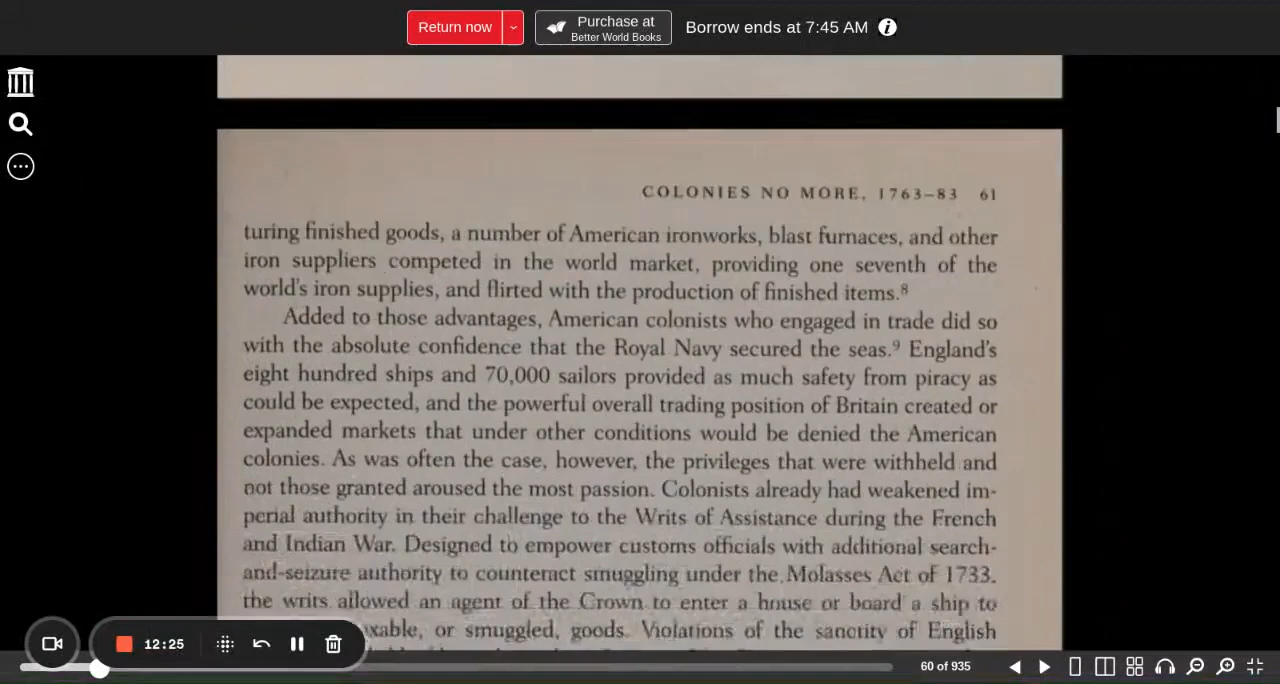 Return now
Purchase at
Better World Books
Borrow ends at 7:45 AM
COLONIES NO MORE, 1763–83 61
turing finished goods, a number of American ironworks, blast furnaces, and other
iron suppliers competed in the world market, providing one seventh of the
world's iron supplies, and flirted with the production of finished items.8
Added to those advantages, American colonists who engaged in trade did so
with the absolute confidence that the Royal Navy secured the seas.9 England's
eight hundred ships and 70,000 sailors provided as much safety from piracy as
could be expected, and the powerful overall trading position of Britain created or
expanded markets that under other conditions would be denied the American
colonies. As was often the case, however, the privileges that were withheld and
not those granted aroused the most passion. Colonists already had weakened im-
perial authority in their challenge to the Writs of Assistance during the French
and Indian War. Designed to empower customs officials with additional search-
and-seizure authority to counteract smuggling under the Molasses Act of 1733,
the writs allowed an agent of the Crown to enter a house or board a ship to
or smuggled, goods. Violations of the sanctity of English
12:25
60 of 935